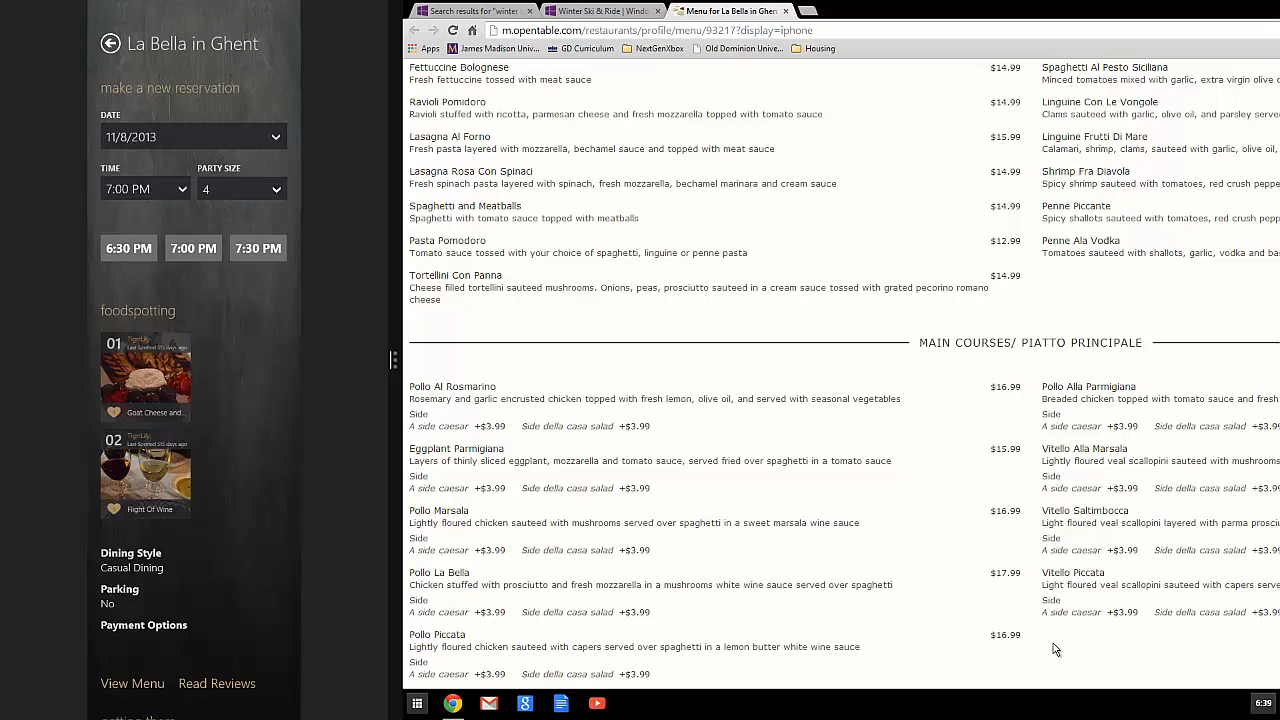 La Bella in Ghent
make a new reservation
DATE
11/8/2013
TIME PARTY SIZE
7:00 PM 4
6:30 PM 7:00 PM 7:30 PM
foodspotting
01 TigerLily
Last Spotted 515 days ago
Goat Cheese and...
02 TigerLily
Last Spotted 515 days ago
Flight Of Wine
Dining Style
Casual Dining
Parking
No
Payment Options
View Menu Read Reviews
Search results for "winter Winter Ski & Ride | Windo Menu for La Bella in Ghen
m.opentable.com/restaurants/profile/menu/93217?display=iphone
Apps James Madison Univ... GD Curriculum NextGenXbox Old Dominion Unive... Housing
Fettuccine Bolognese $14.99
Fresh fettuccine tossed with meat sauce
Ravioli Pomidoro $14.99
Ravioli stuffed with ricotta, parmesan cheese and fresh mozzarella topped with tomato sauce
Lasagna Al Forno $15.99
Fresh pasta layered with mozzarella, bechamel sauce and topped with meat sauce
Lasagna Rosa Con Spinaci $14.99
Fresh spinach pasta layered with spinach, fresh mozzarella, bechamel marinara and cream sauce
Spaghetti and Meatballs $14.99
Spaghetti with tomato sauce topped with meatballs
Pasta Pomodoro $12.99
Tomato sauce tossed with your choice of spaghetti, linguine or penne pasta
Tortellini Con Panna $14.99
Cheese filled tortellini sauteed mushrooms. Onions, peas, prosciutto sauteed in a cream sauce tossed with grated pecorino romano
cheese
Spaghetti Al Pesto Siciliana
Minced tomatoes mixed with garlic, extra virgin olive o
Linguine Con Le Vongole
Clams sauteed with garlic, olive oil, and parsley serve
Linguine Frutti Di Mare
Calamari, shrimp, clams, sauteed with garlic, olive oil,
Shrimp Fra Diavola
Spicy shrimp sauteed with tomatoes, red crush peppe
Penne Piccante
Spicy shallots sauteed with tomatoes, red crush pepp
Penne Ala Vodka
Tomatoes sauteed with shallots, garlic, vodka and bas
MAIN COURSES/ PIATTO PRINCIPALE
Pollo Al Rosmarino $16.99
Rosemary and garlic encrusted chicken topped with fresh lemon, olive oil, and served with seasonal vegetables
Side
A side caesar +$3.99 Side della casa salad +$3.99
Eggplant Parmigiana $15.99
Layers of thinly sliced eggplant, mozzarella and tomato sauce, served fried over spaghetti in a tomato sauce
Side
A side caesar +$3.99 Side della casa salad +$3.99
Pollo Marsala $16.99
Lightly floured chicken sauteed with mushrooms served over spaghetti in a sweet marsala wine sauce
Side
A side caesar +$3.99 Side della casa salad +$3.99
Pollo La Bella $17.99
Chicken stuffed with prosciutto and fresh mozzarella in a mushrooms white wine sauce served over spaghetti
Side
A side caesar +$3.99 Side della casa salad +$3.99
Pollo Piccata $16.99
Lightly floured chicken sauteed with capers served over spaghetti in a lemon butter white wine sauce
Side
A side caesar +$3.99 Side della casa salad +$3.99
Pollo Alla Parmigiana
Breaded chicken topped with tomato sauce and fresh
Side
A side caesar +$3.99 Side della casa salad +$3.9
Vitello Alla Marsala
Lightly floured veal scallopini sauteed with mushrooms
Side
A side caesar +$3.99 Side della casa salad +$3.9
Vitello Saltimbocca
Light floured veal scallopini layered with parma prosciu
Side
A side caesar +$3.99 Side della casa salad +$3.9
Vitello Piccata
Light floured veal scallopini sauteed with capers serve
Side
A side caesar +$3.99 Side della casa salad +$3.9
6:39